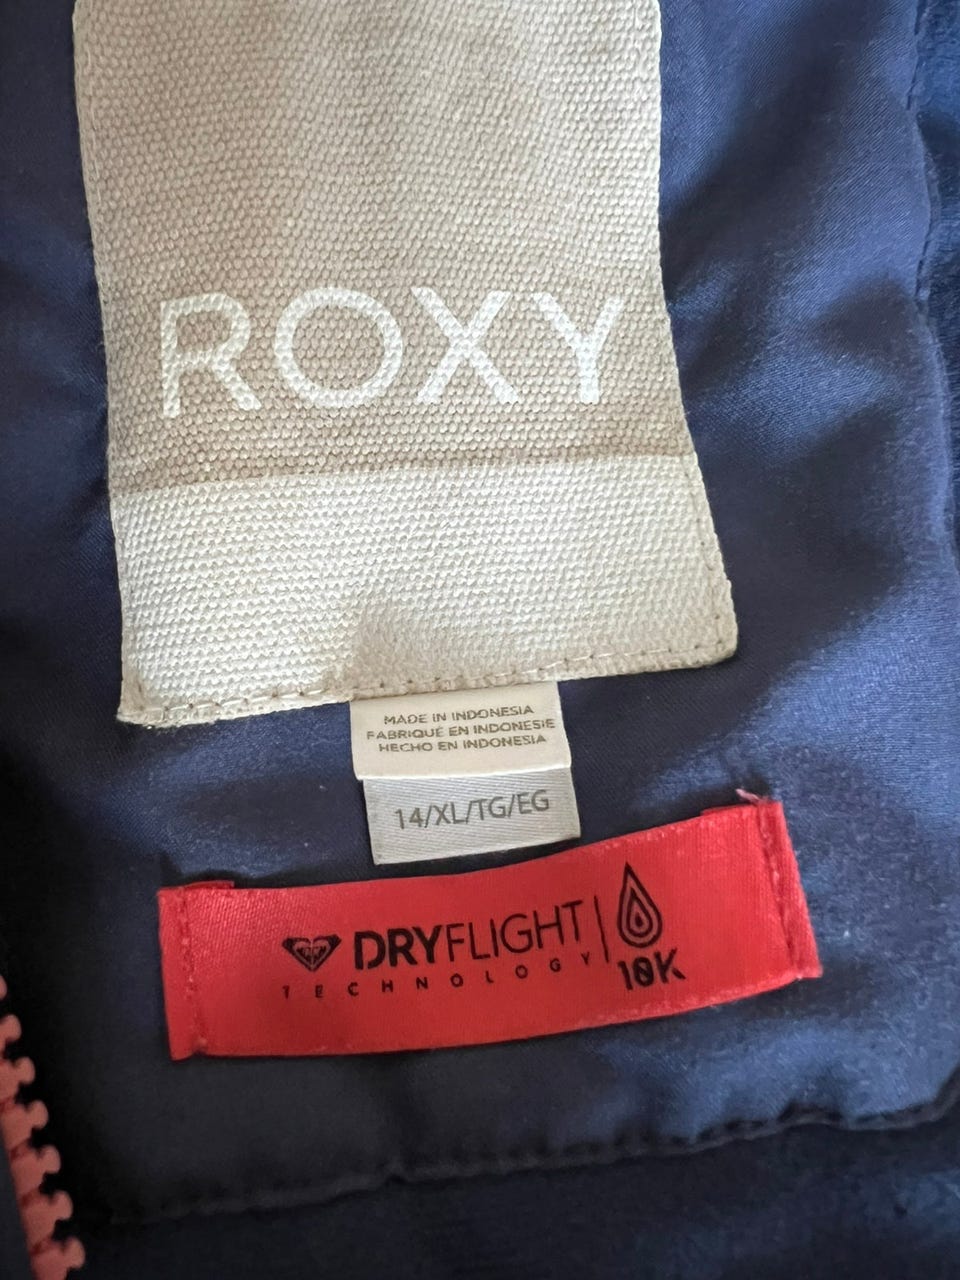 ROXY
MADE IN INDONESIA
FABRIQUÉ EN INDONESIE
HECHO EN INDONESIA
14/XL/TG/EG
DRYFLIGHT
TECHNOLOGY
10K